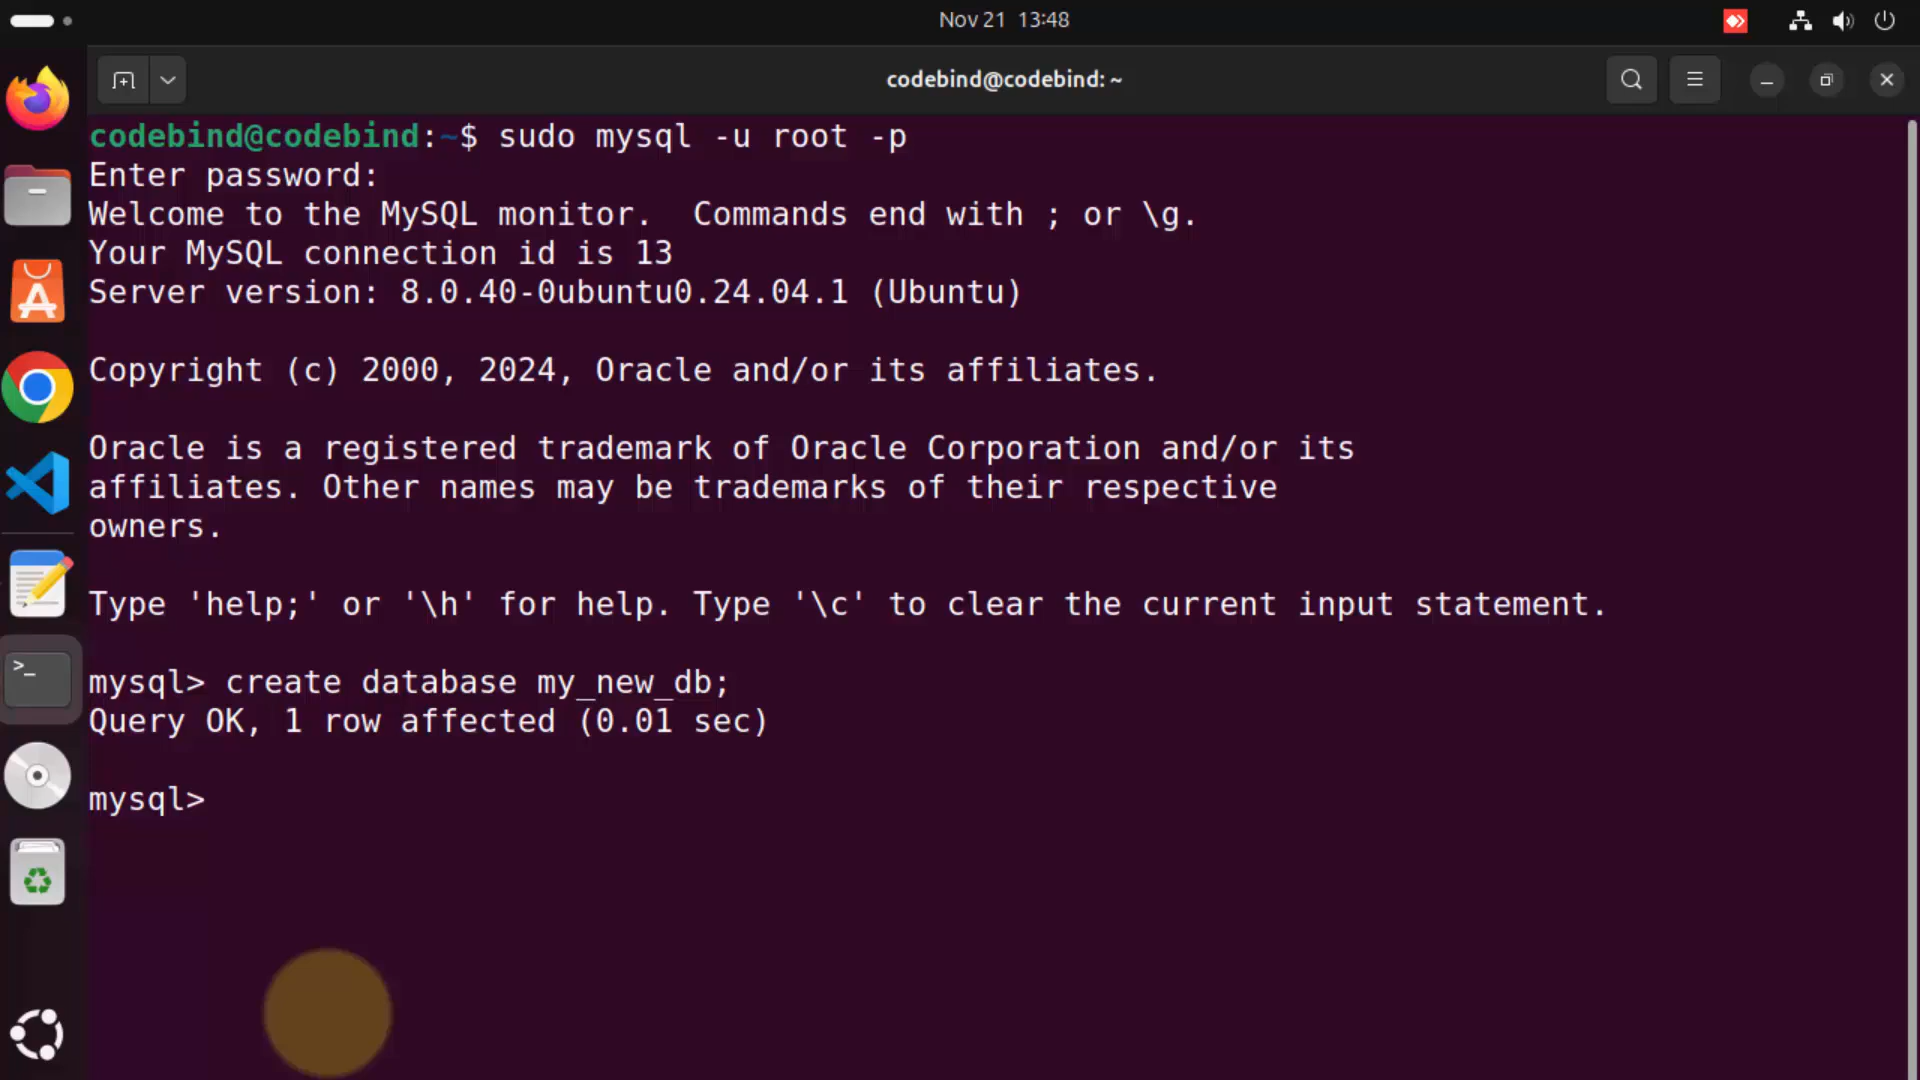 Nov 21 13:48
codebind@codebind: ~
codebind@codebind:~$ sudo mysql -u root -p
Enter password:
Welcome to the MySQL monitor.  Commands end with ; or \g.
Your MySQL connection id is 13
Server version: 8.0.40-0ubuntu0.24.04.1 (Ubuntu)
Copyright (c) 2000, 2024, Oracle and/or its affiliates.
Oracle is a registered trademark of Oracle Corporation and/or its
affiliates. Other names may be trademarks of their respective
owners.
Type 'help;' or '\h' for help. Type '\c' to clear the current input statement.
mysql> create database my_new_db;
Query OK, 1 row affected (0.01 sec)
mysql>